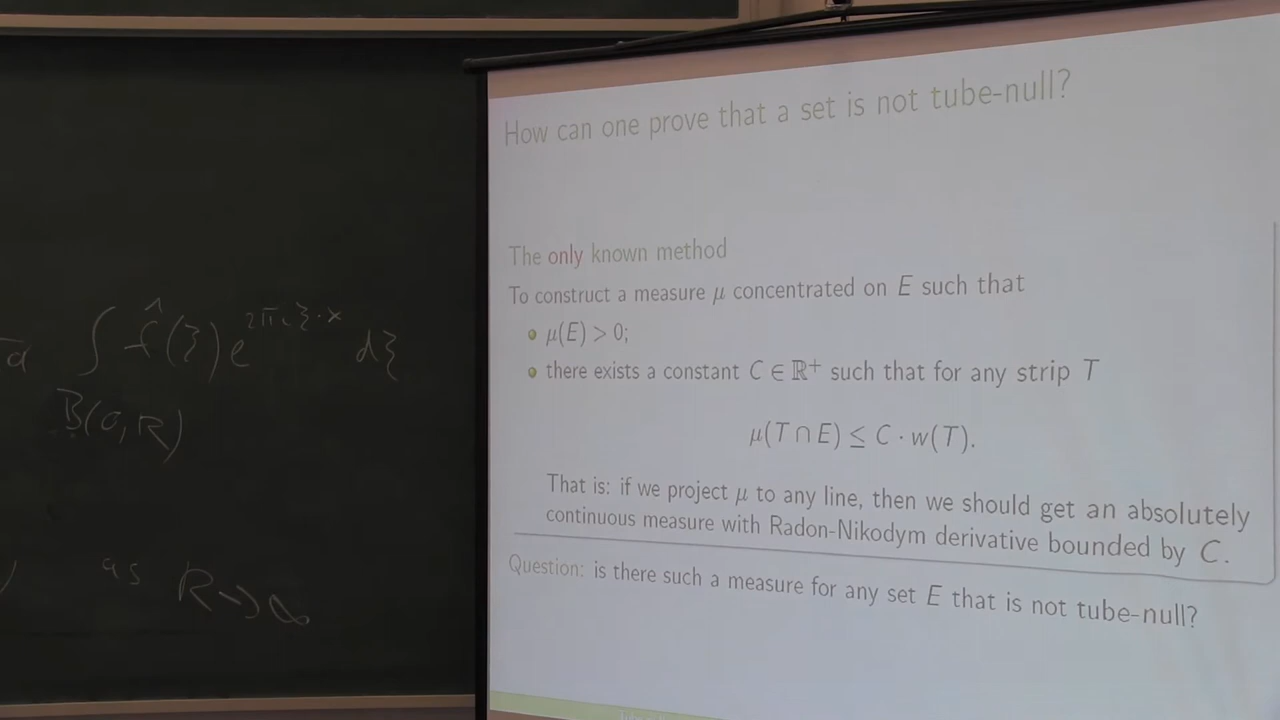 ∫ f̂(ξ) e^{2πiξ·x} dξ
B(0,R)
as R→∞
How can one prove that a set is not tube-null?
The only known method
To construct a measure μ concentrated on E such that
μ(E) > 0;
there exists a constant C ∈ ℝ⁺ such that for any strip T
μ(T ∩ E) ≤ C · w(T).
That is: if we project μ to any line, then we should get an absolutely
continuous measure with Radon-Nikodym derivative bounded by C.
Question: is there such a measure for any set E that is not tube-null?